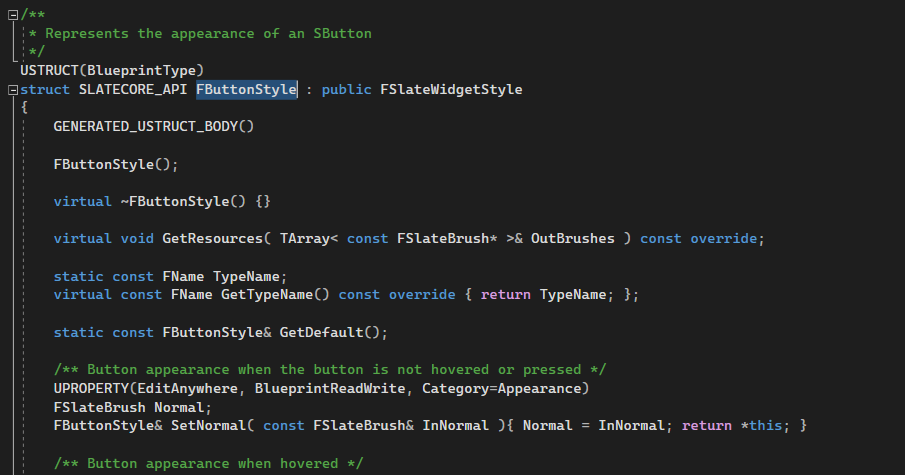 /**
* Represents the appearance of an SButton
*/
USTRUCT(BlueprintType)
struct SLATECORE_API FButtonStyle : public FSlateWidgetStyle
{
GENERATED_USTRUCT_BODY()
FButtonStyle();
virtual ~FButtonStyle() {}
virtual void GetResources( TArray< const FSlateBrush* >& OutBrushes ) const override;
static const FName TypeName;
virtual const FName GetTypeName() const override { return TypeName; };
static const FButtonStyle& GetDefault();
/** Button appearance when the button is not hovered or pressed */
UPROPERTY(EditAnywhere, BlueprintReadWrite, Category=Appearance)
FSlateBrush Normal;
FButtonStyle& SetNormal( const FSlateBrush& InNormal ){ Normal = InNormal; return *this; }
/** Button appearance when hovered */